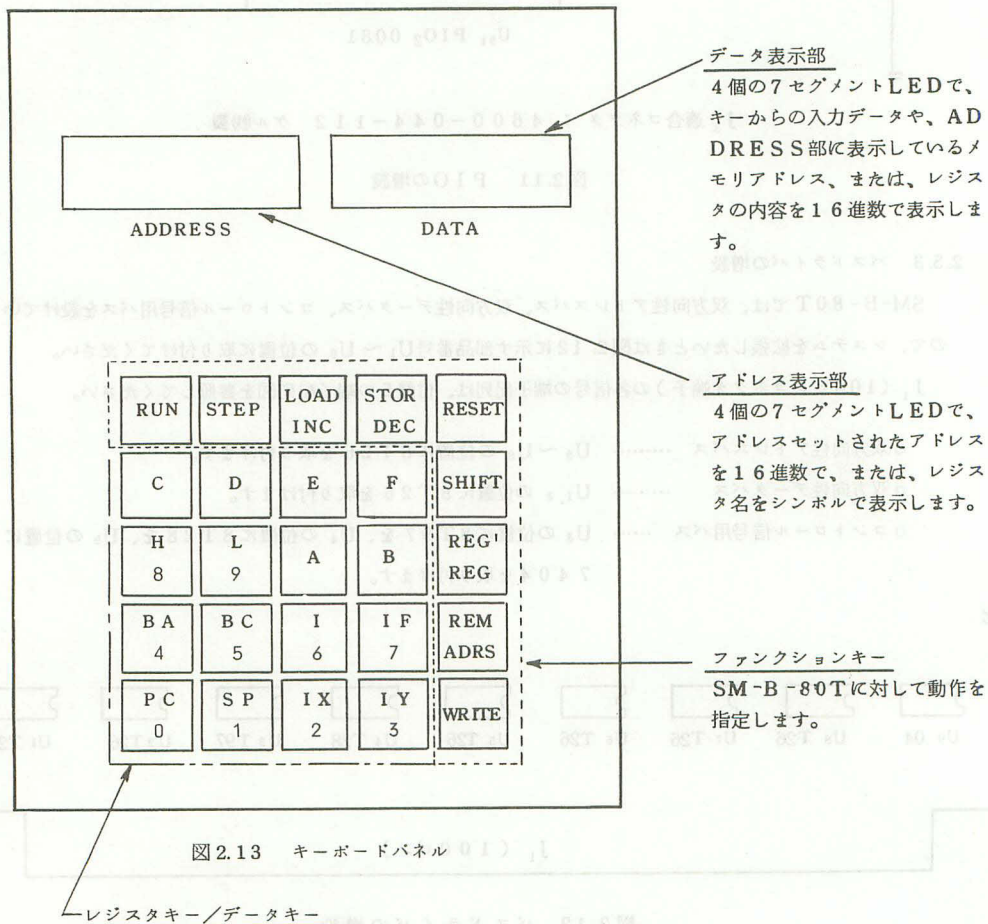 データ表示部
4個の7セグメントLEDで、
キーからの入力データや、AD
DRESS部に表示しているメ
モリアドレス、または、レジス
タの内容を16進数で表示しま
す。
ADDRESS
DATA
アドレス表示部
4個の7セグメントLEDで、
アドレスセットされたアドレス
を16進数で、または、レジス
タ名をシンボルで表示します。
RUN
STEP
LOAD
INC
STOR
DEC
RESET
C
D
E
F
SHIFT
H
8
L
9
A
B
REG
REG
BA
4
BC
5
I
6
IF
7
REM
ADRS
PC
0
SP
1
IX
2
IY
3
WRITE
ファンクションキー
SM-B-80Tに対して動作を
指定します。
図2.13 キーボードパネル
レジスタキー/データキー